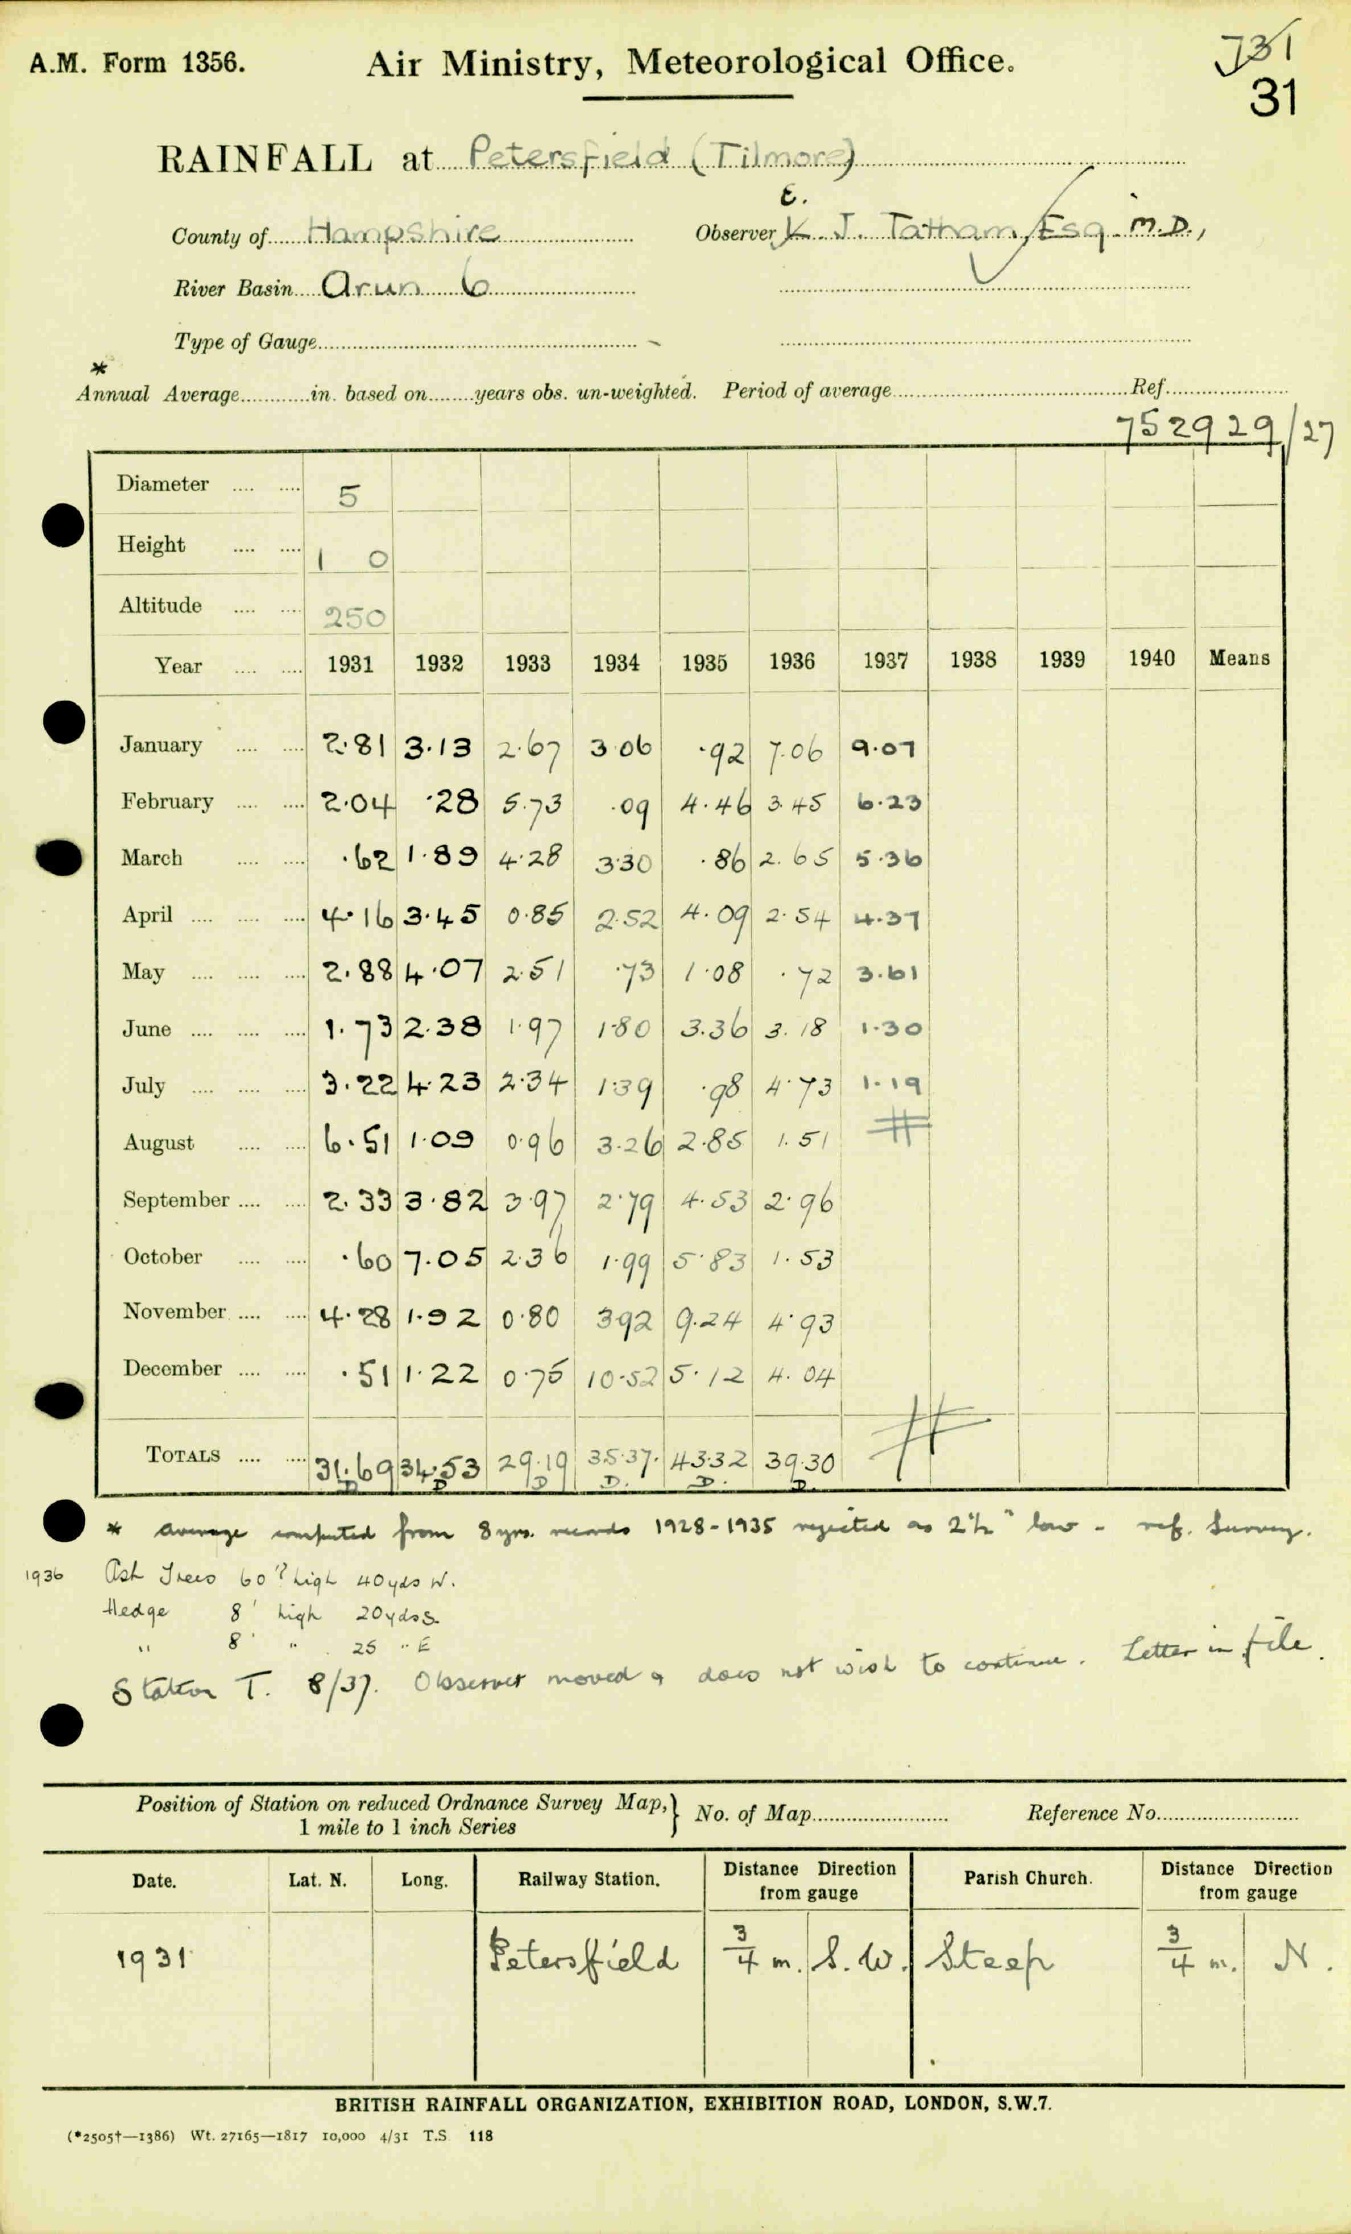 731
A.M. Form 1356. Air Ministry, Meteorological Office.
31
RAINFALL at Petersfield (Tilmore)
E.
County of Hampshire Observer K. J. Tatham, Esq. M.D.,
River Basin Arun 6
Type of Gauge
*
Annual Average in. based on years obs. un-weighted. Period of average Ref.
752929/27
Diameter 5
Height 1 0
Altitude 250
Year 1931 1932 1933 1934 1935 1936 1937 1938 1939 1940 Means
January 2.81 3.13 2.67 3.06 .92 7.06 9.07
February 2.04 .28 5.73 .09 4.46 3.45 6.23
March .62 1.89 4.28 3.30 .86 2.65 5.36
April 4.16 3.45 0.85 2.52 4.09 2.54 4.37
May 2.88 4.07 2.51 .73 1.08 .72 3.61
June 1.73 2.38 1.97 1.80 3.36 3.18 1.30
July 3.22 4.23 2.34 1.39 .98 4.73 1.19
August 6.51 1.09 0.96 3.26 2.85 1.51
September 2.33 3.82 3.97 2.79 4.53 2.96
October .60 7.05 2.36 1.99 5.83 1.53
November 4.28 1.92 0.80 3.92 9.24 4.93
December .51 1.22 0.75 10.52 5.12 4.04
TOTALS 31.69 34.53 29.19 35.37 43.32 39.30
D D D D. D. D.
* average computed from 8 yrs. records 1928-1935 rejected as 2½" low - ref. Survey.
1936 Ash Trees 60' high 40 yds W.
Hedge 8' high 20 yds S.
" 8' " 25 " E
Station T. 8/37. Observer moved & does not wish to continue. Letter in file.
Position of Station on reduced Ordnance Survey Map,} No. of Map Reference No.
1 mile to 1 inch Series
Date. Lat. N. Long. Railway Station. Distance Direction from gauge Parish Church. Distance Direction from gauge
1931 Petersfield ¾ m. S.W. Steep ¾ m. N.
BRITISH RAINFALL ORGANIZATION, EXHIBITION ROAD, LONDON, S.W.7.
(*2505†—1386) Wt. 27165—1817 10,000 4/31 T.S. 118